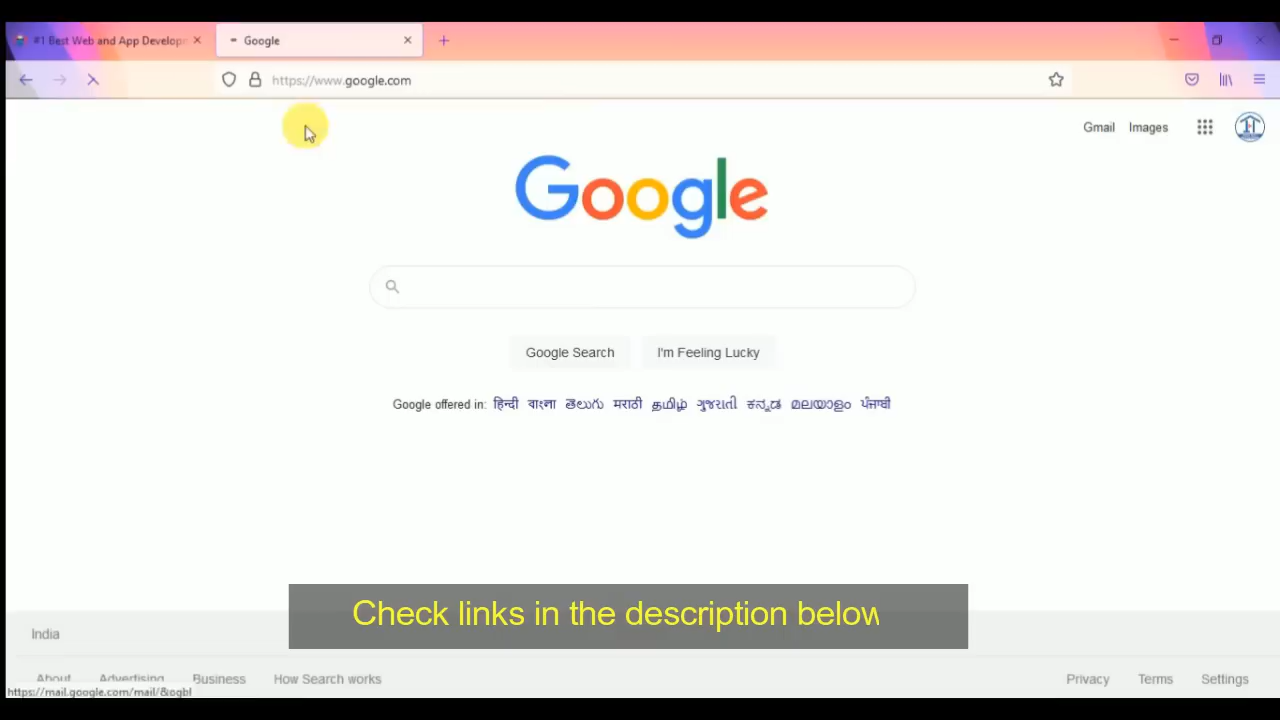 #1 Best Web and App Develop
Google
https://www.google.com
Gmail Images
Google
Google Search I'm Feeling Lucky
Google offered in: हिन्दी বাংলা తెలుగు मराठी தமிழ் ગુજરાતી ಕನ್ನಡ മലയാളം ਪੰਜਾਬੀ
Check links in the description below
India
About Advertising Business How Search works Privacy Terms Settings
https://mail.google.com/mail/&ogbl